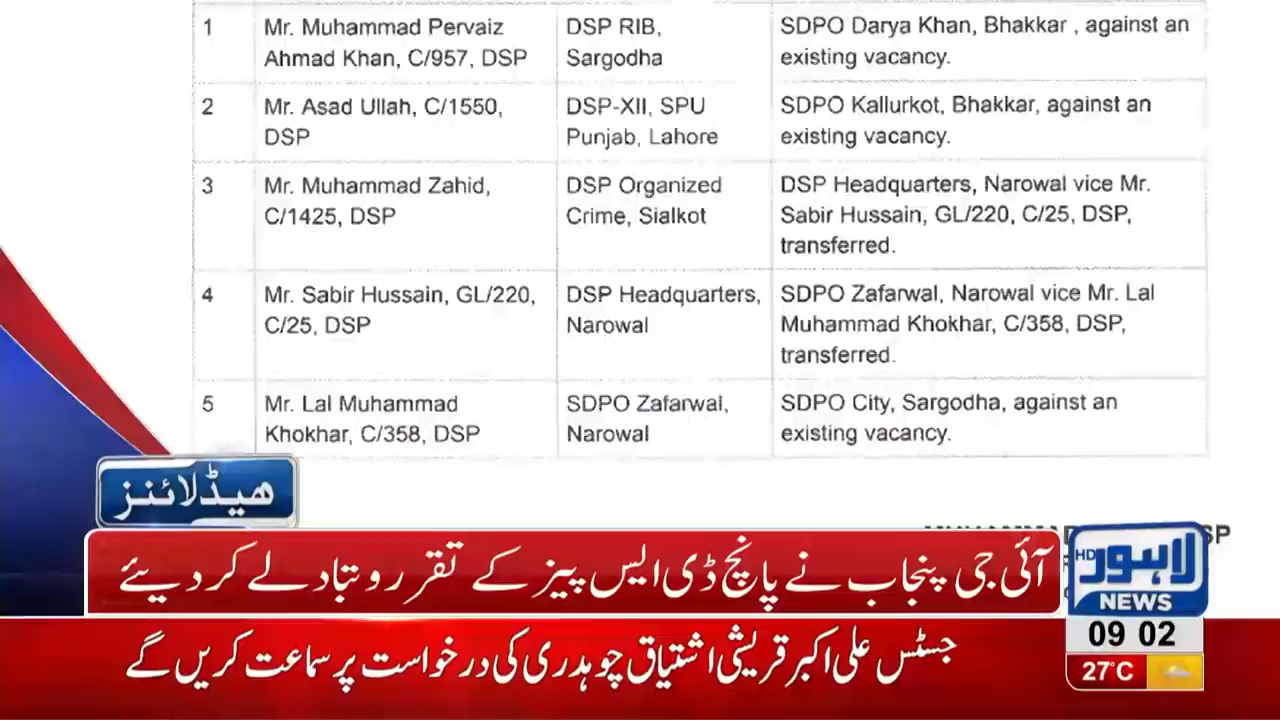 1
Mr. Muhammad Pervaiz
Ahmad Khan, C/957, DSP
DSP RIB,
Sargodha
SDPO Darya Khan, Bhakkar , against an
existing vacancy.
2
Mr. Asad Ullah, C/1550,
DSP
DSP-XII, SPU
Punjab, Lahore
SDPO Kallurkot, Bhakkar, against an
existing vacancy.
3
Mr. Muhammad Zahid,
C/1425, DSP
DSP Organized
Crime, Sialkot
DSP Headquarters, Narowal vice Mr.
Sabir Hussain, GL/220, C/25, DSP,
transferred.
4
Mr. Sabir Hussain, GL/220,
C/25, DSP
DSP Headquarters,
Narowal
SDPO Zafarwal, Narowal vice Mr. Lal
Muhammad Khokhar, C/358, DSP,
transferred.
5
Mr. Lal Muhammad
Khokhar, C/358, DSP
SDPO Zafarwal,
Narowal
SDPO City, Sargodha, against an
existing vacancy.
ھیڈلائنز
آئی جی پنجاب نے پانچ ڈی ایس پیز کے تقرر و تبادلے کر دیئے
جسٹس علی اکبر قریشی اشتیاق چوہدری کی درخواست پر سماعت کریں گے
HD لاہور
NEWS
09 02
27°C